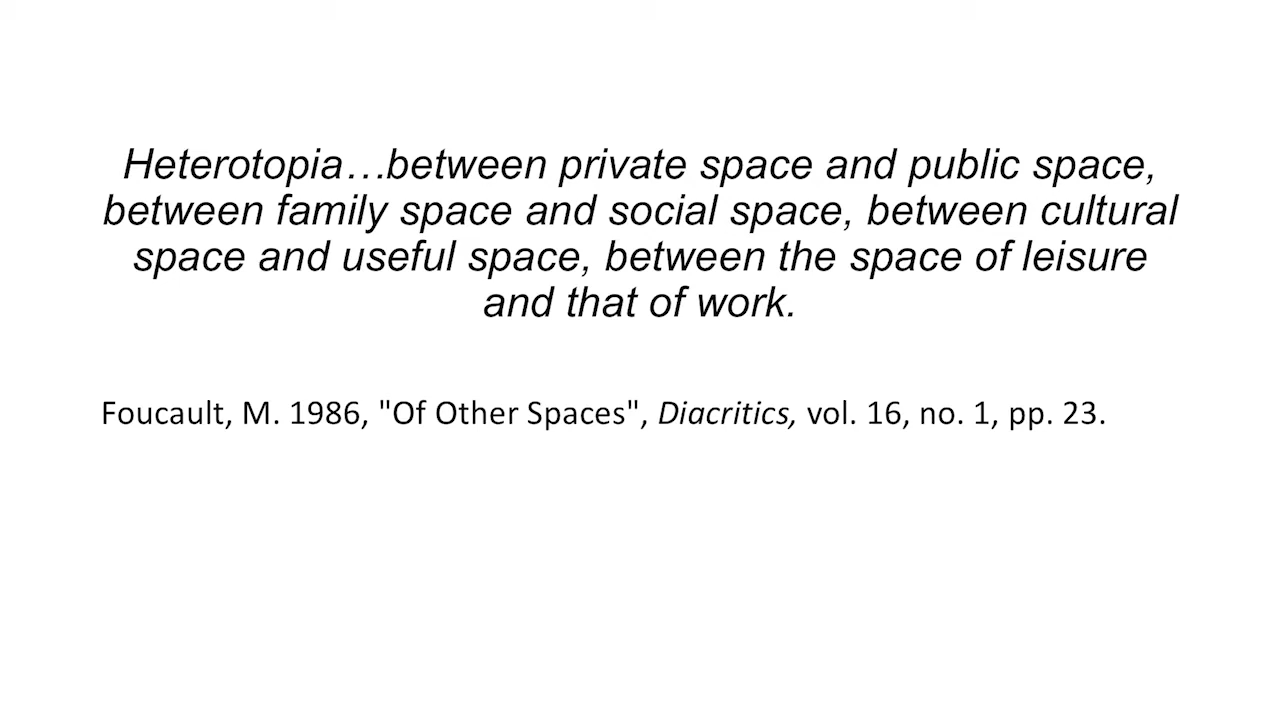 Heterotopia…between private space and public space,
between family space and social space, between cultural
space and useful space, between the space of leisure
and that of work.
Foucault, M. 1986, "Of Other Spaces", Diacritics, vol. 16, no. 1, pp. 23.